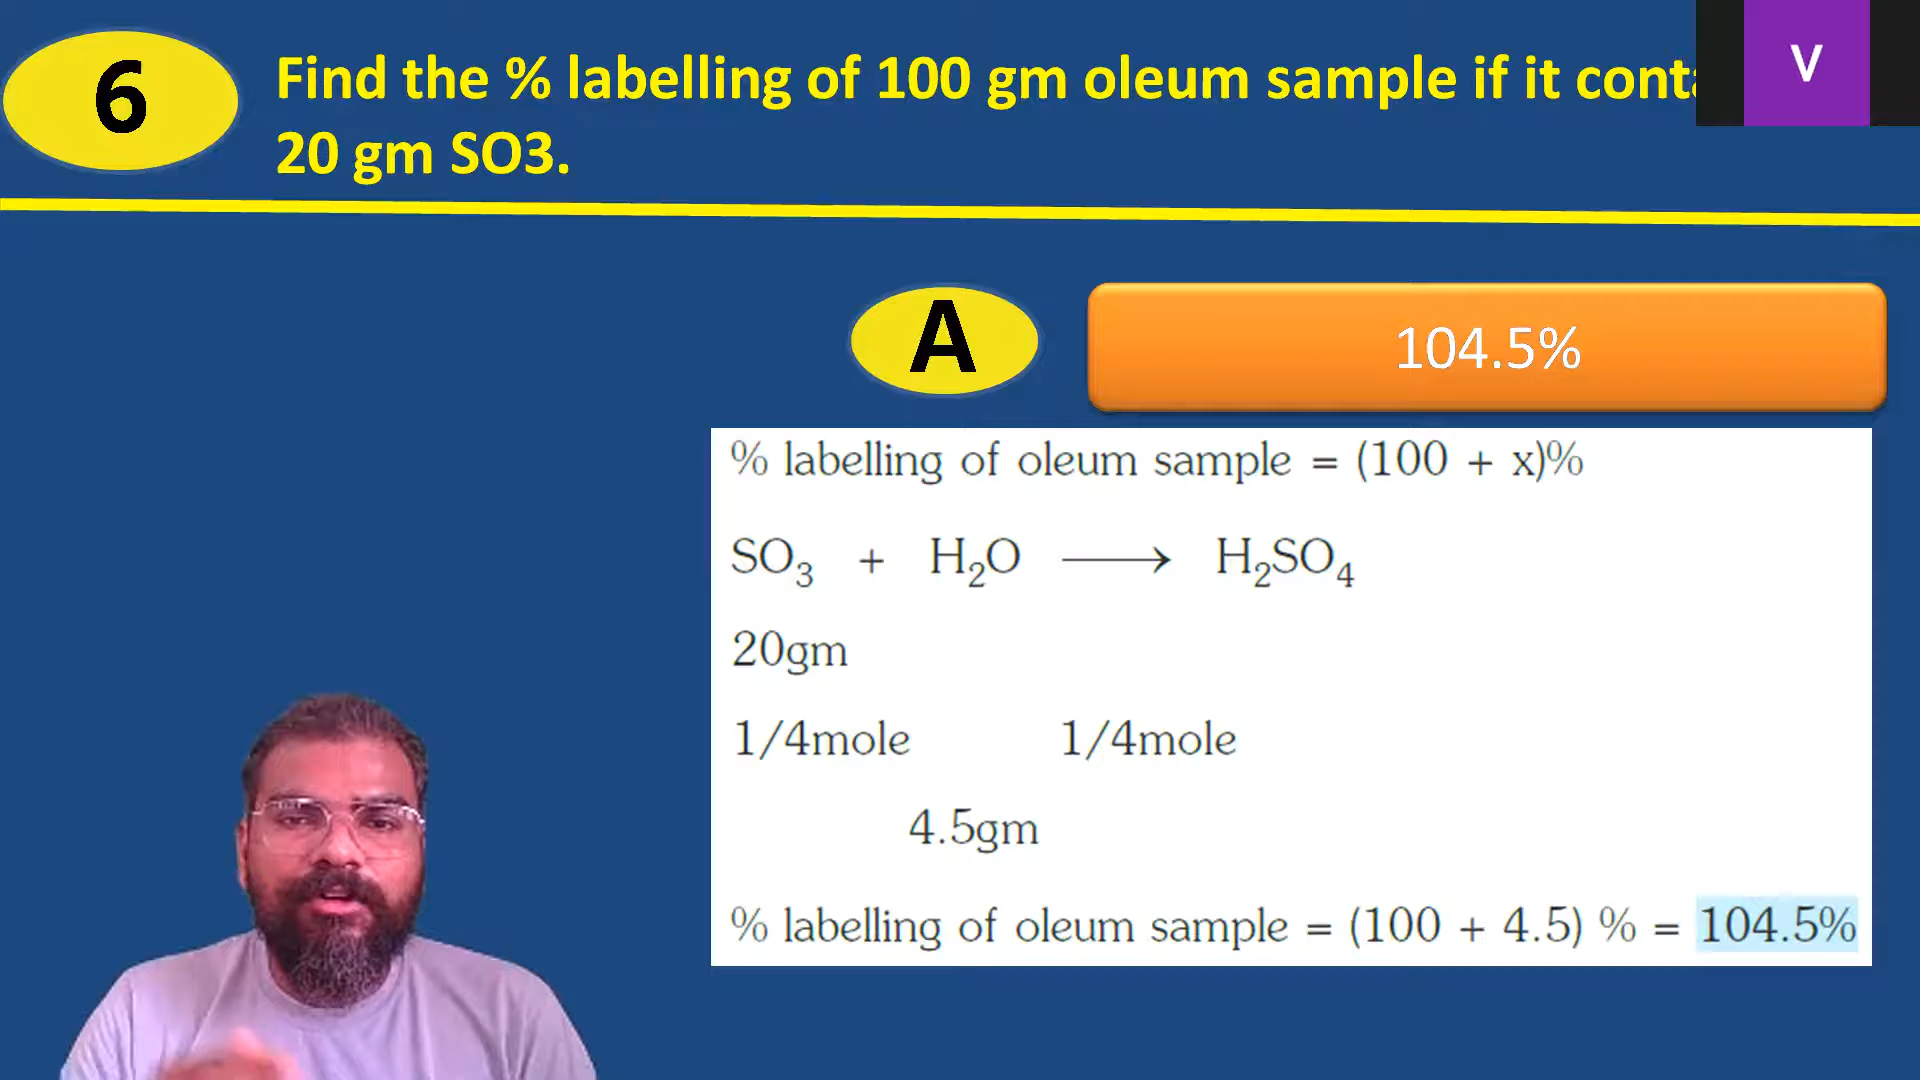 6
Find the % labelling of 100 gm oleum sample if it
20 gm SO3.
V
A
104.5%
% labelling of oleum sample = (100 + x)%
SO₃ + H₂O ⟶ H₂SO₄
20gm
1/4mole 1/4mole
4.5gm
% labelling of oleum sample = (100 + 4.5) % = 104.5%